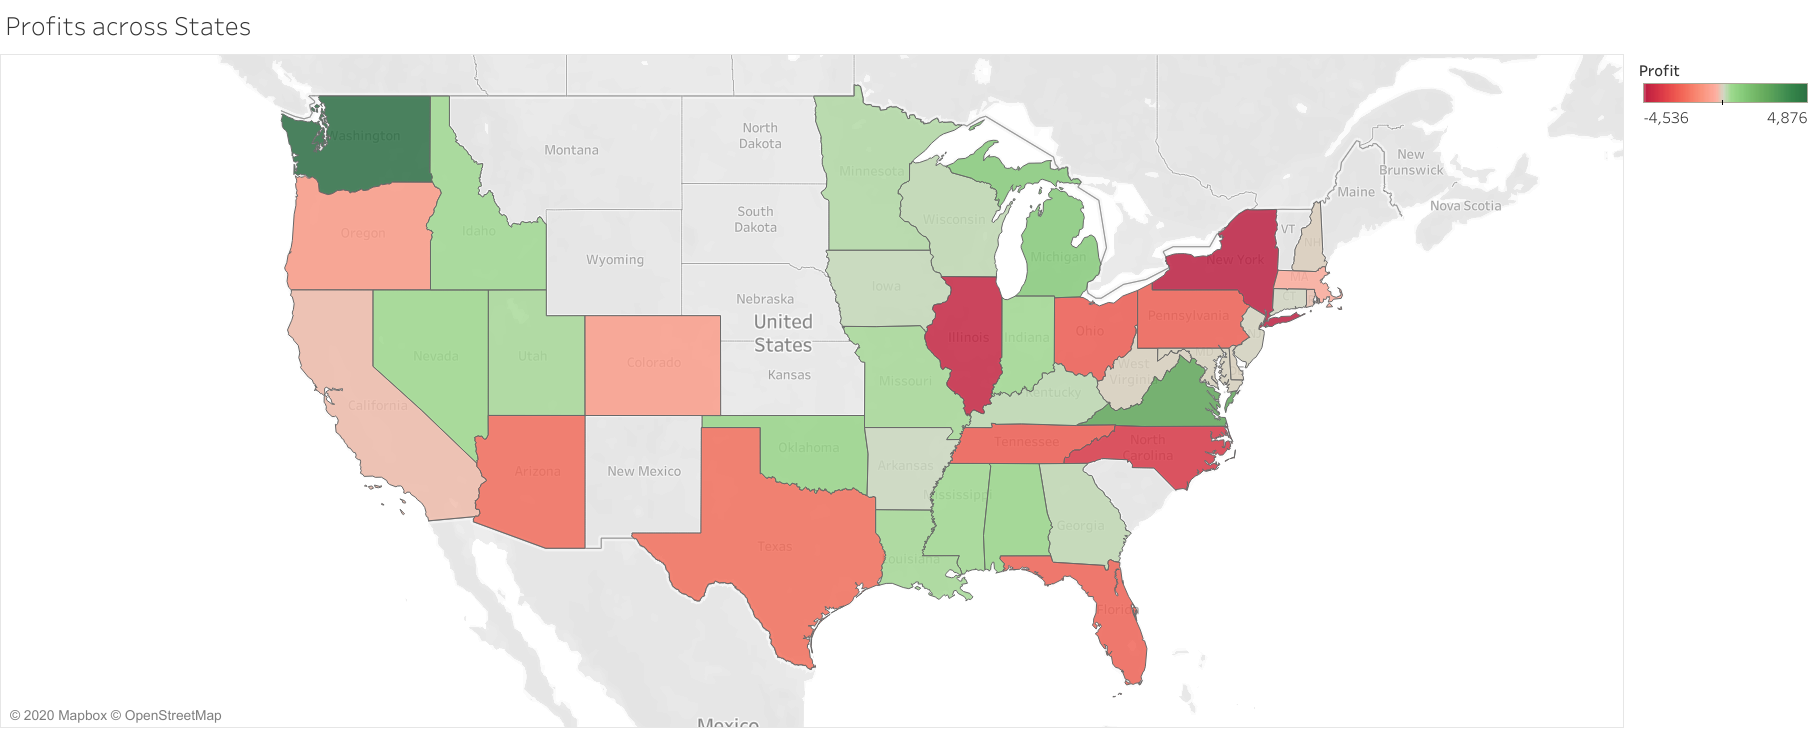 Profits across States
Profit
-4,536
4,876
Washington
Montana
North
Dakota
Minnesota
Oregon
Idaho
Wyoming
South
Dakota
Wisconsin
Michigan
New York
VT
NH
Maine
New
Brunswick
Nova Scotia
MA
CT
Nebraska
Iowa
United
States
Illinois
Indiana
Ohio
Pennsylvania
Nevada
Utah
Colorado
Kansas
Missouri
West
Virginia
Kentucky
California
Arizona
New Mexico
Oklahoma
Arkansas
Tennessee
North
Carolina
Mississippi
Georgia
Texas
Louisiana
Florida
Mexico
© 2020 Mapbox © OpenStreetMap